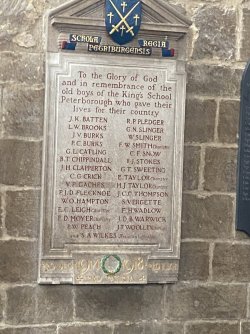 SCHOLA REGIA
PETRIBURGENSIS
To the Glory of God
and in remembrance of the
old boys of the King's School
Peterborough who gave their
lives for their country
J. K. BATTEN
L. W. BROOKS
J. V. BURKS
P. C. BURKS
G. L. CATLING
B. T. CHIPPINDALL
J. H. CLAPPERTON
C. G. CRICK
V. P. GACHES
F. J. D. FLECKNOE
W. O. HAMPTON
E. C. LEIGH
E. D. MOYER
F. W. PEACH
R. P. PLEDGER
G. N. SLINGER
W. SLINGER
F. W. SMITH
C. F. SNOW
B. J. STOKES
G. T. SWEETING
E. TAYLOR
H. J. TAYLOR
J. C. T. THOMPSON
S. VERGETTE
F. H. WADLOW
J. D. R. WARWICK
J. T. WOOLLEY
and S. A. WILKES